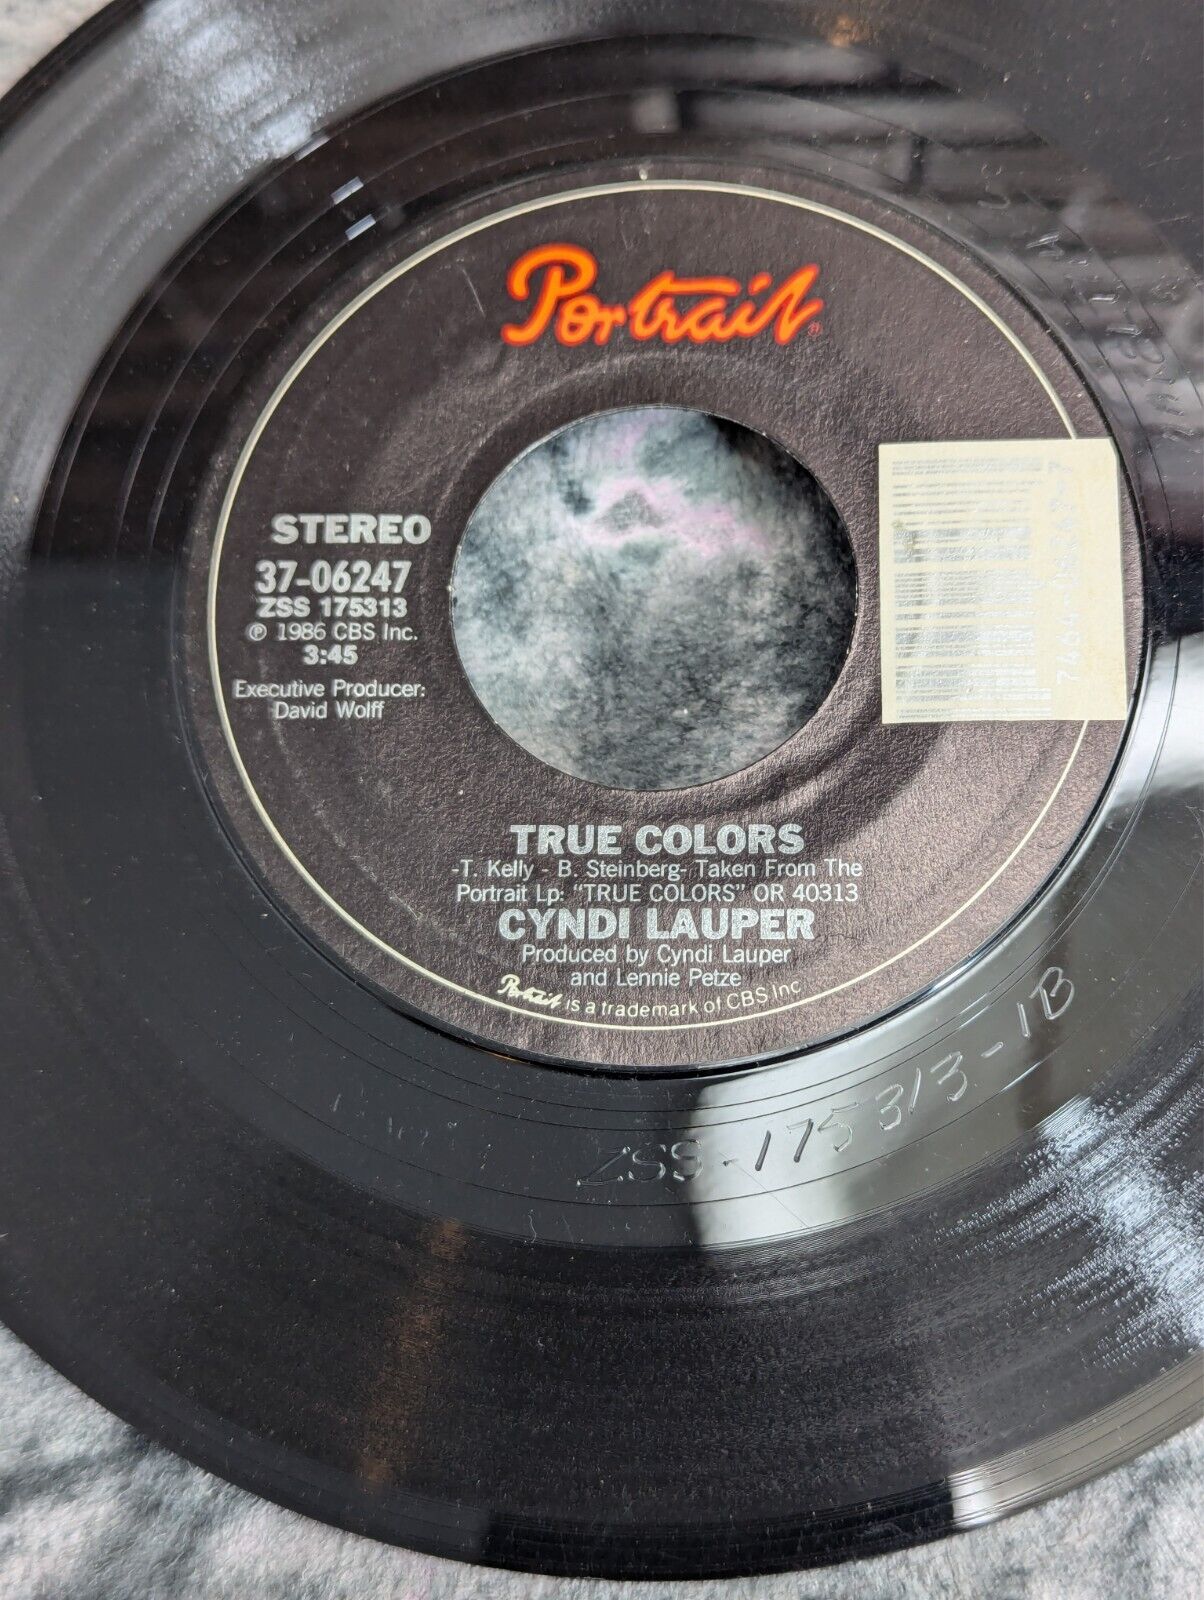 Portrait
STEREO
37-06247
ZSS 175313
℗ 1986 CBS Inc.
3:45
Executive Producer:
David Wolff
TRUE COLORS
-T. Kelly - B. Steinberg- Taken From The
Portrait Lp: "TRUE COLORS" OR 40313
CYNDI LAUPER
Produced by Cyndi Lauper
and Lennie Petze
Portrait is a trademark of CBS Inc
ZSS-175313-1B